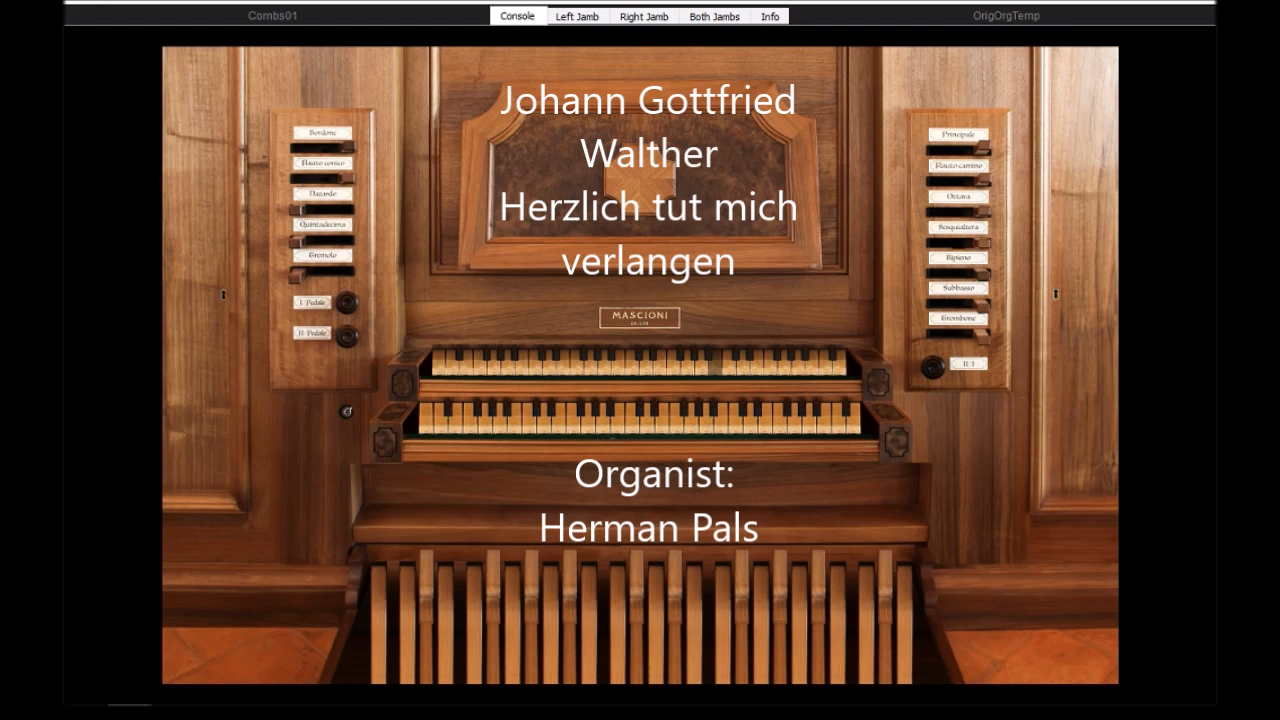 Combs01
Console
Left Jamb
Right Jamb
Both Jambs
Info
OrigOrgTemp
Johann Gottfried
Walther
Herzlich tut mich
verlangen
Bordone
Flauto conico
Nazardo
Quintadecima
Tremolo
I/Pedale
II/Pedale
Principale
Flauto camino
Ottava
Sesquialtera
Ripieno
Subbasso
Trombone
II/I
MASCIONI
Organist:
Herman Pals